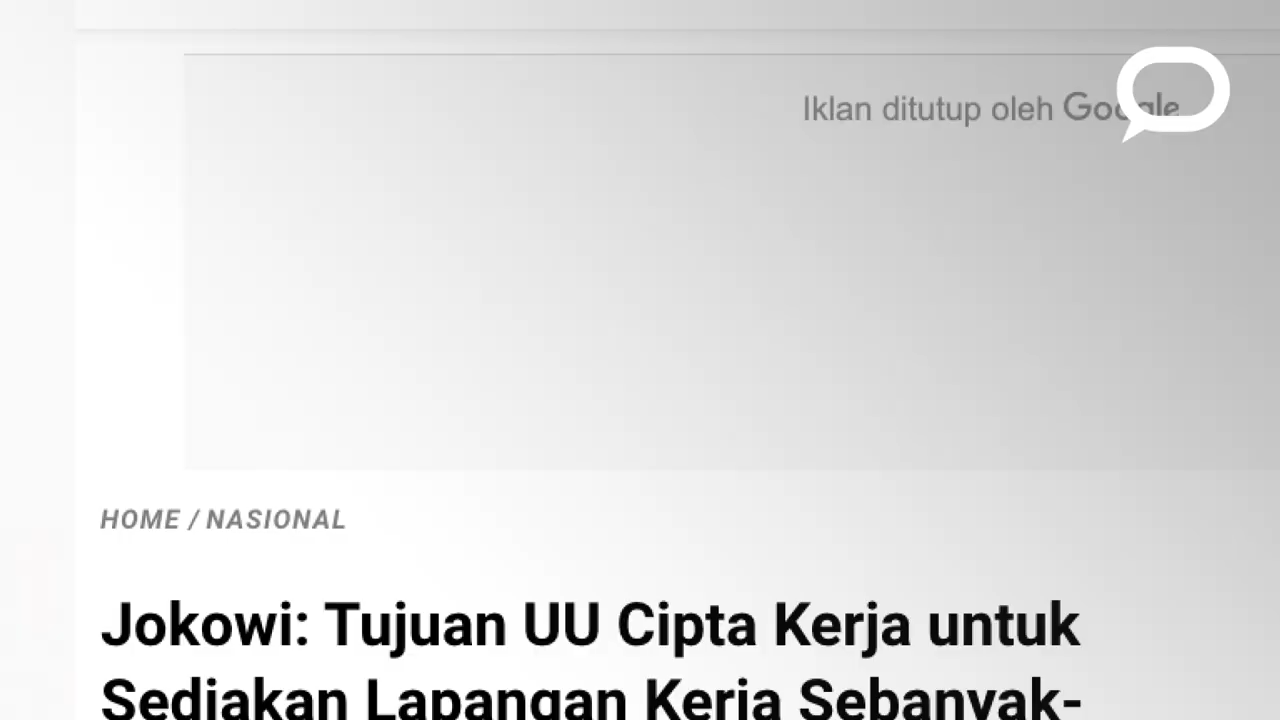 Iklan ditutup oleh Google
HOME / NASIONAL
Jokowi: Tujuan UU Cipta Kerja untuk
Sediakan Lapangan Kerja Sebanyak-